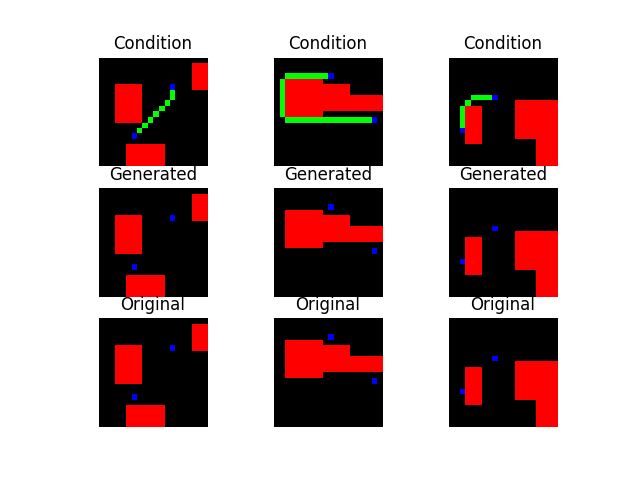 Condition Condition Condition
Generated Generated Generated
Original Original Original